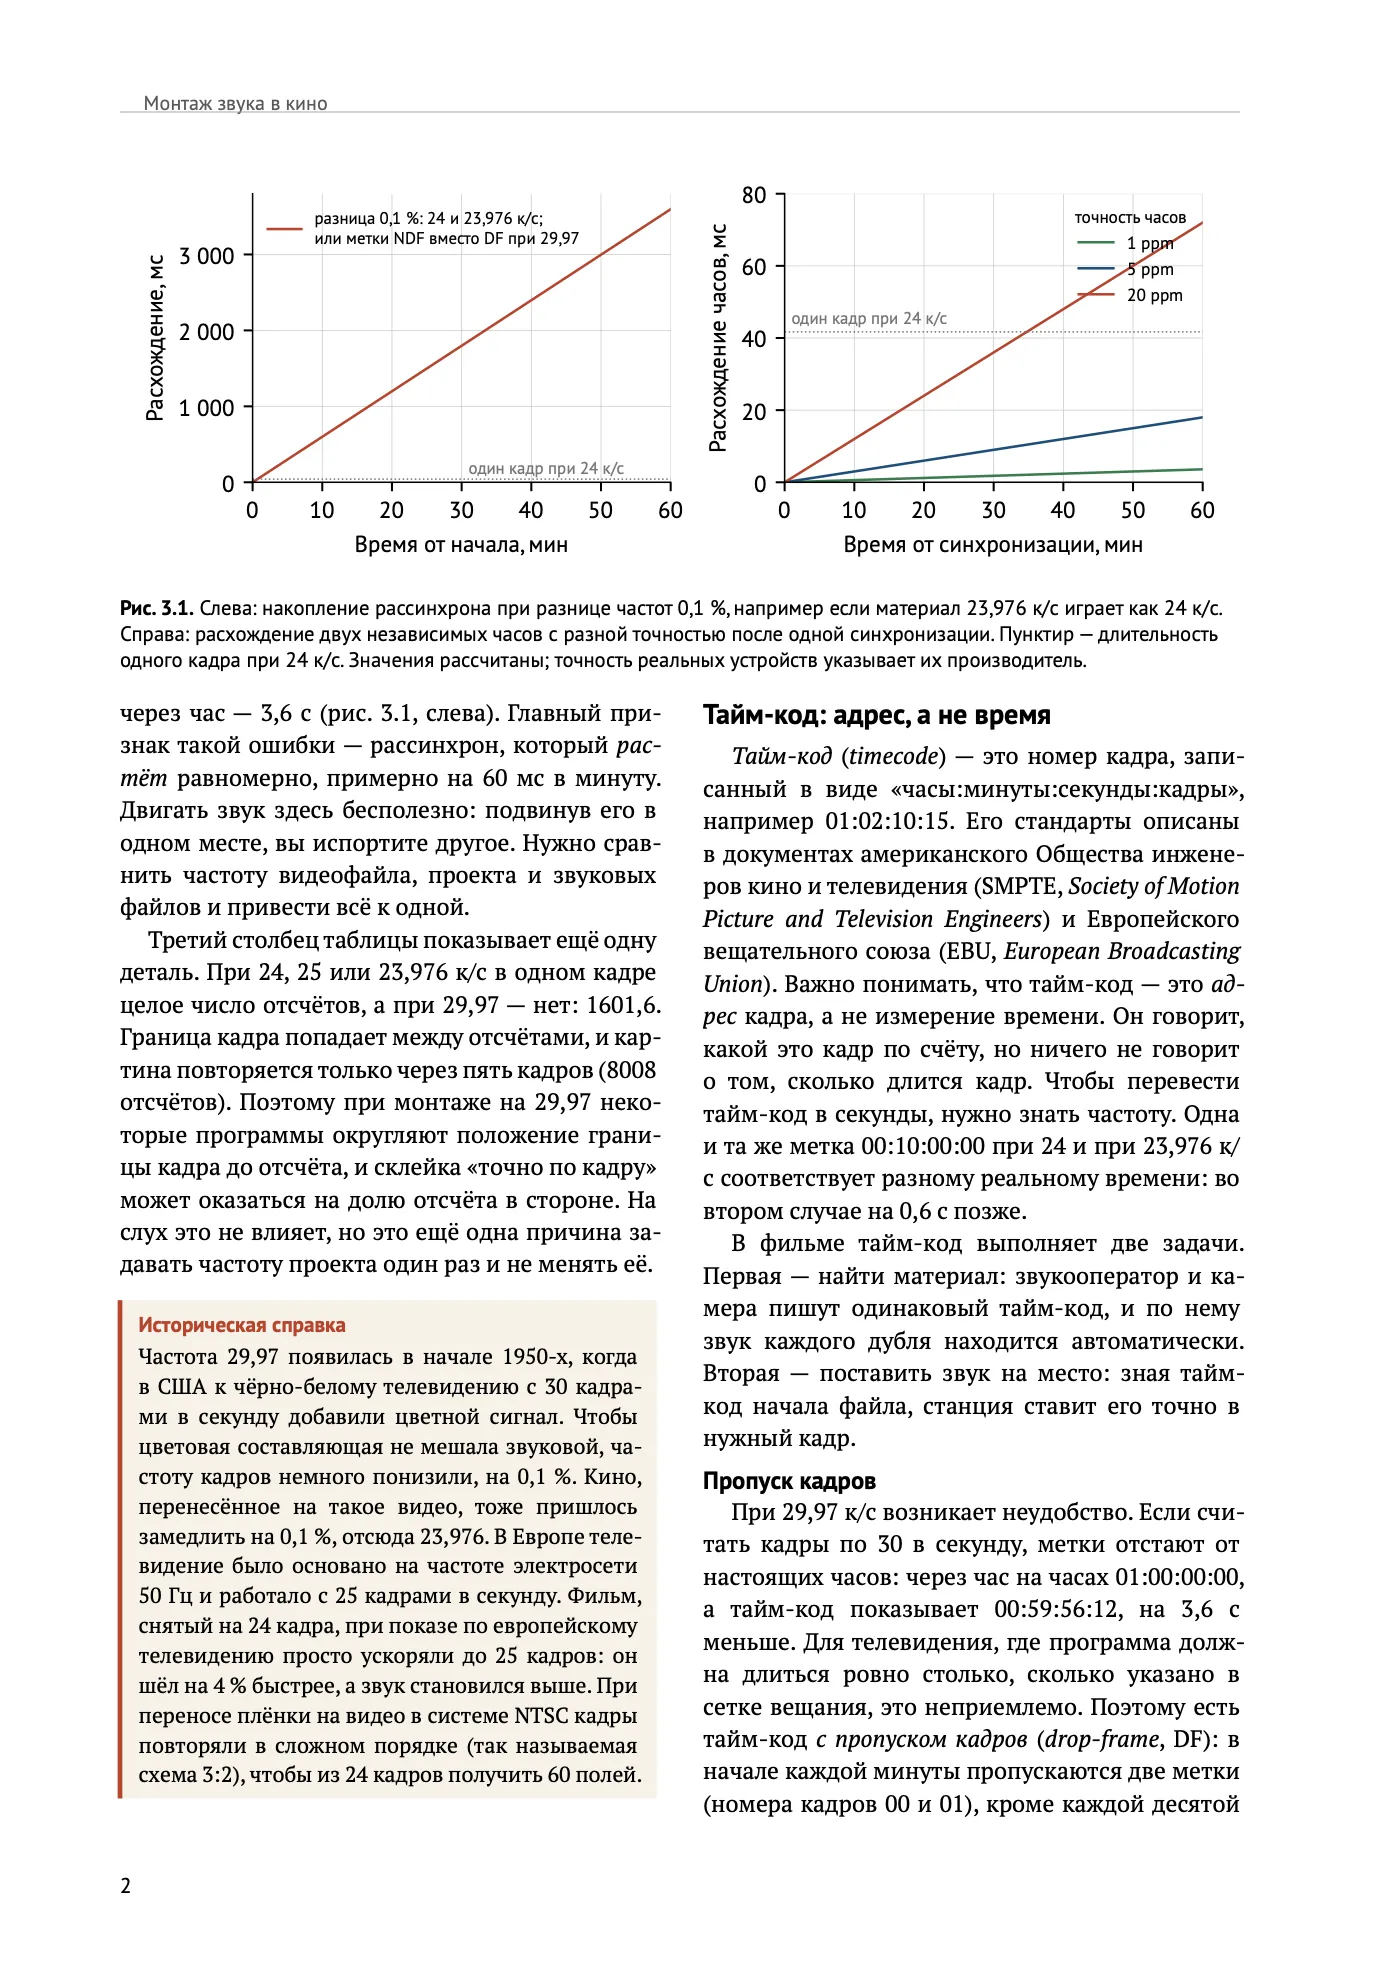 Монтаж звука в кино
Расхождение, мс
3 000
2 000
1 000
0
разница 0,1 %: 24 и 23,976 к/с;
или метки NDF вместо DF при 29,97
один кадр при 24 к/с
0 10 20 30 40 50 60
Время от начала, мин
Расхождение часов, мс
80
60
40
20
0
точность часов
1 ppm
5 ppm
20 ppm
один кадр при 24 к/с
0 10 20 30 40 50 60
Время от синхронизации, мин
Рис. 3.1. Слева: накопление рассинхрона при разнице частот 0,1 %, например если материал 23,976 к/с играет как 24 к/с.
Справа: расхождение двух независимых часов с разной точностью после одной синхронизации. Пунктир — длительность
одного кадра при 24 к/с. Значения рассчитаны; точность реальных устройств указывает их производитель.
через час — 3,6 с (рис. 3.1, слева). Главный при-
знак такой ошибки — рассинхрон, который рас-
тёт равномерно, примерно на 60 мс в минуту.
Двигать звук здесь бесполезно: подвинув его в
одном месте, вы испортите другое. Нужно срав-
нить частоту видеофайла, проекта и звуковых
файлов и привести всё к одной.
Третий столбец таблицы показывает ещё одну
деталь. При 24, 25 или 23,976 к/с в одном кадре
целое число отсчётов, а при 29,97 — нет: 1601,6.
Граница кадра попадает между отсчётами, и кар-
тина повторяется только через пять кадров (8008
отсчётов). Поэтому при монтаже на 29,97 неко-
торые программы округляют положение грани-
цы кадра до отсчёта, и склейка «точно по кадру»
может оказаться на долю отсчёта в стороне. На
слух это не влияет, но это ещё одна причина за-
давать частоту проекта один раз и не менять её.
Историческая справка
Частота 29,97 появилась в начале 1950-х, когда
в США к чёрно-белому телевидению с 30 кадра-
ми в секунду добавили цветной сигнал. Чтобы
цветовая составляющая не мешала звуковой, ча-
стоту кадров немного понизили, на 0,1 %. Кино,
перенесённое на такое видео, тоже пришлось
замедлить на 0,1 %, отсюда 23,976. В Европе теле-
видение было основано на частоте электросети
50 Гц и работало с 25 кадрами в секунду. Фильм,
снятый на 24 кадра, при показе по европейскому
телевидению просто ускоряли до 25 кадров: он
шёл на 4 % быстрее, а звук становился выше. При
переносе плёнки на видео в системе NTSC кадры
повторяли в сложном порядке (так называемая
схема 3:2), чтобы из 24 кадров получить 60 полей.
Тайм-код: адрес, а не время
Тайм-код (timecode) — это номер кадра, запи-
санный в виде «часы:минуты:секунды:кадры»,
например 01:02:10:15. Его стандарты описаны
в документах американского Общества инжене-
ров кино и телевидения (SMPTE, Society of Motion
Picture and Television Engineers) и Европейского
вещательного союза (EBU, European Broadcasting
Union). Важно понимать, что тайм-код — это ад-
рес кадра, а не измерение времени. Он говорит,
какой это кадр по счёту, но ничего не говорит
о том, сколько длится кадр. Чтобы перевести
тайм-код в секунды, нужно знать частоту. Одна
и та же метка 00:10:00:00 при 24 и при 23,976 к/
с соответствует разному реальному времени: во
втором случае на 0,6 с позже.
В фильме тайм-код выполняет две задачи.
Первая — найти материал: звукооператор и ка-
мера пишут одинаковый тайм-код, и по нему
звук каждого дубля находится автоматически.
Вторая — поставить звук на место: зная тайм-
код начала файла, станция ставит его точно в
нужный кадр.
Пропуск кадров
При 29,97 к/с возникает неудобство. Если счи-
тать кадры по 30 в секунду, метки отстают от
настоящих часов: через час на часах 01:00:00:00,
а тайм-код показывает 00:59:56:12, на 3,6 с
меньше. Для телевидения, где программа долж-
на длиться ровно столько, сколько указано в
сетке вещания, это неприемлемо. Поэтому есть
тайм-код с пропуском кадров (drop-frame, DF): в
начале каждой минуты пропускаются две метки
(номера кадров 00 и 01), кроме каждой десятой
2